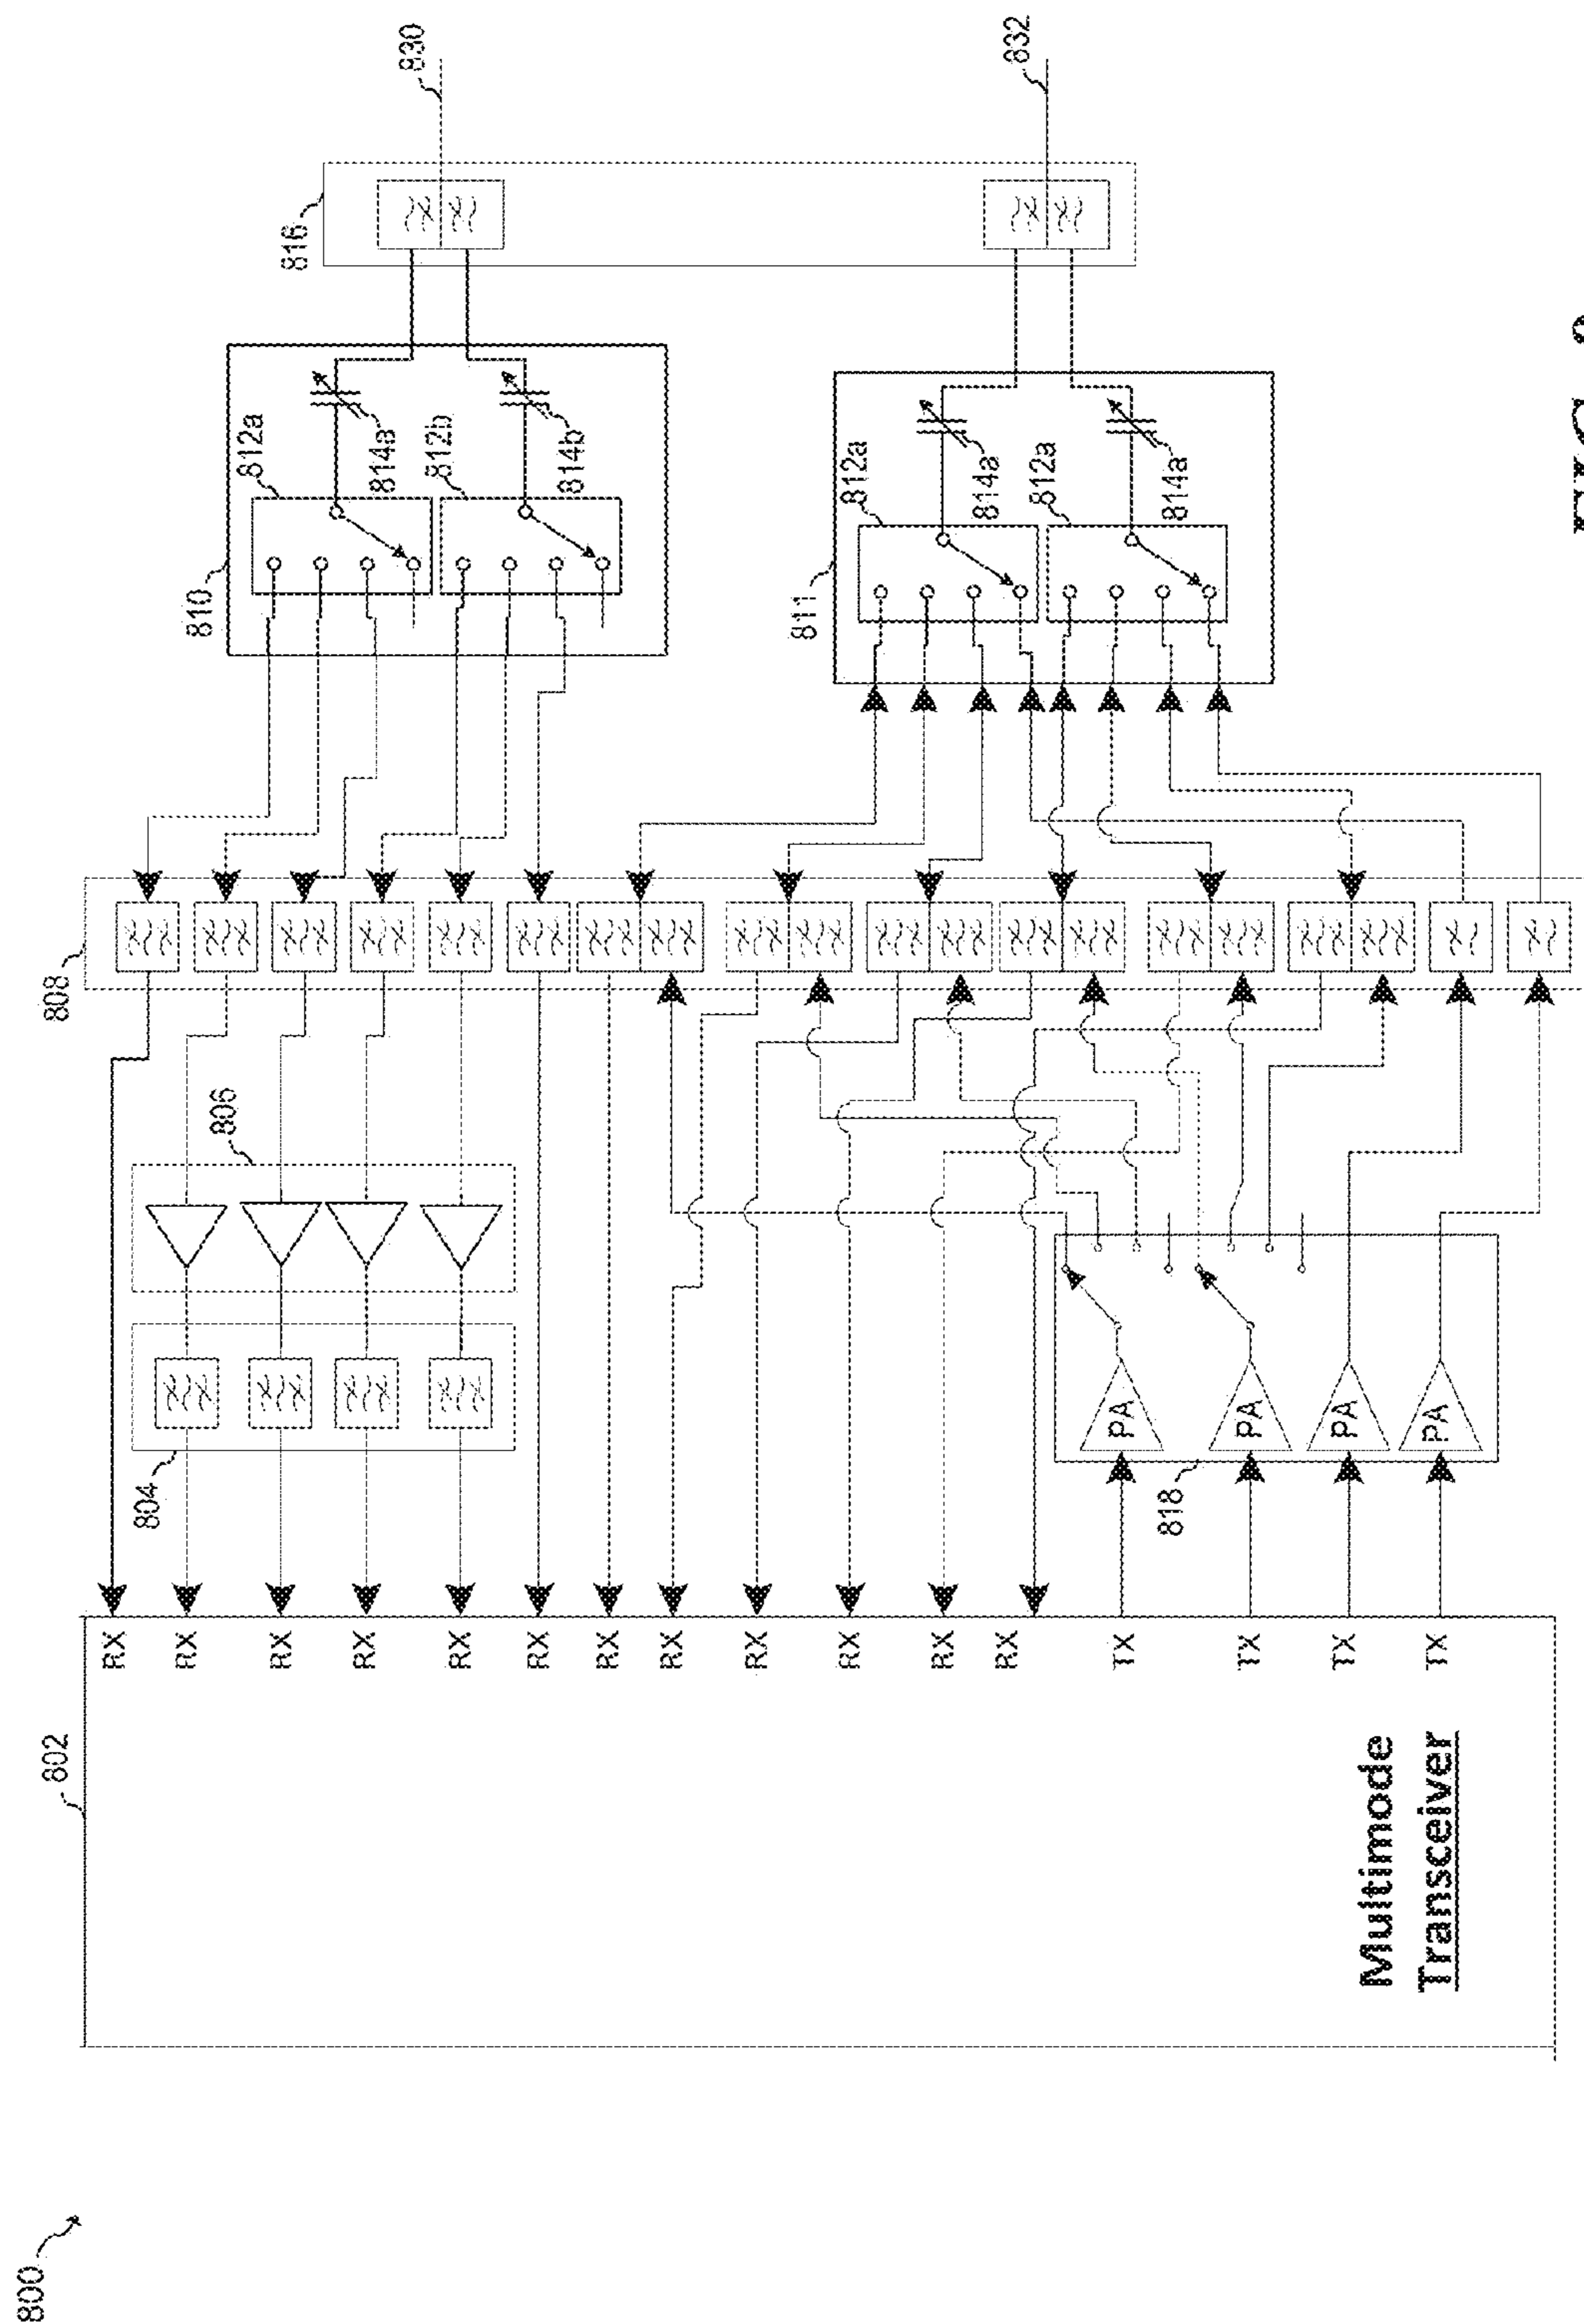 800
802
Multimode
Transceiver
RX
RX
RX
RX
RX
RX
RX
RX
RX
RX
RX
RX
TX
TX
TX
TX
804
806
808
818
PA
PA
PA
PA
810
812a
814a
812b
814b
811
812a
814a
812a
814a
816
830
832